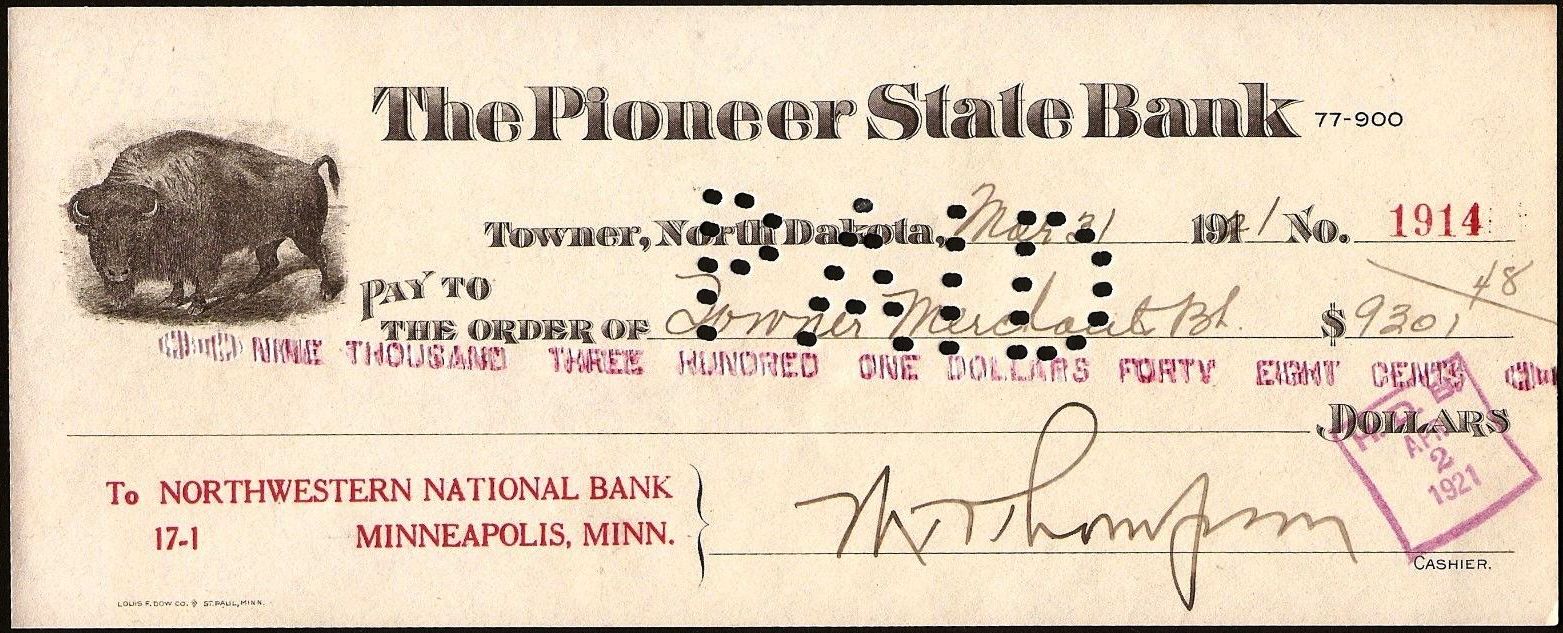 The Pioneer State Bank 77-900
Towner, North Dakota, Mar 31 1921 No. 1914
PAY TO
THE ORDER OF Towner Merchant Bk. $9301 48
NINE THOUSAND THREE HUNDRED ONE DOLLARS FORTY EIGHT CENTS
DOLLARS
PAID
APR
2
1921
To NORTHWESTERN NATIONAL BANK
17-1 MINNEAPOLIS, MINN.
Thompson
CASHIER.
LOUIS F. DOW CO. ST. PAUL, MINN.